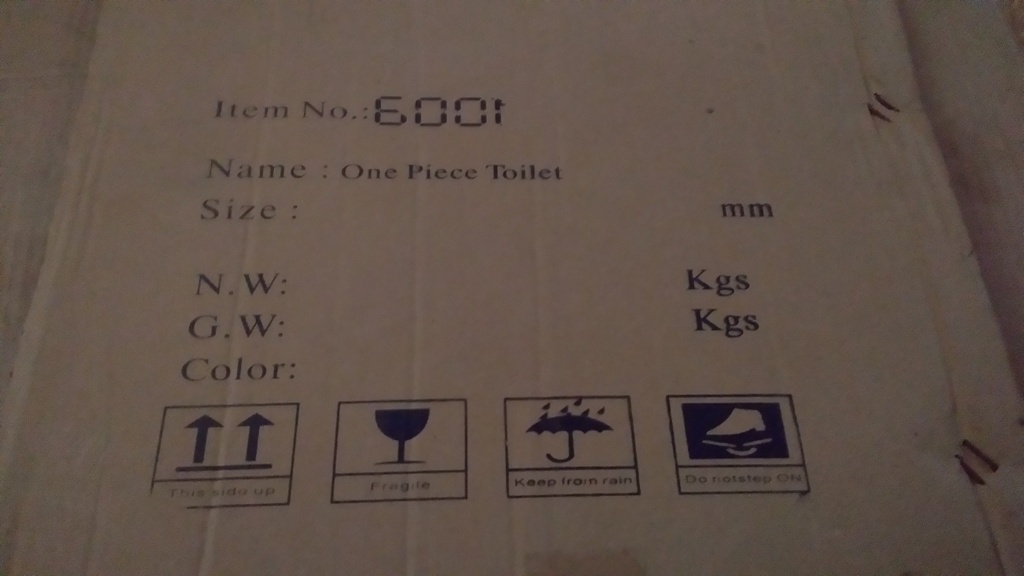 Item No.:6001
Name : One Piece Toilet
Size : mm
N.W: Kgs
G.W: Kgs
Color:
This side up
Fragile
Keep from rain
Do notstep ON